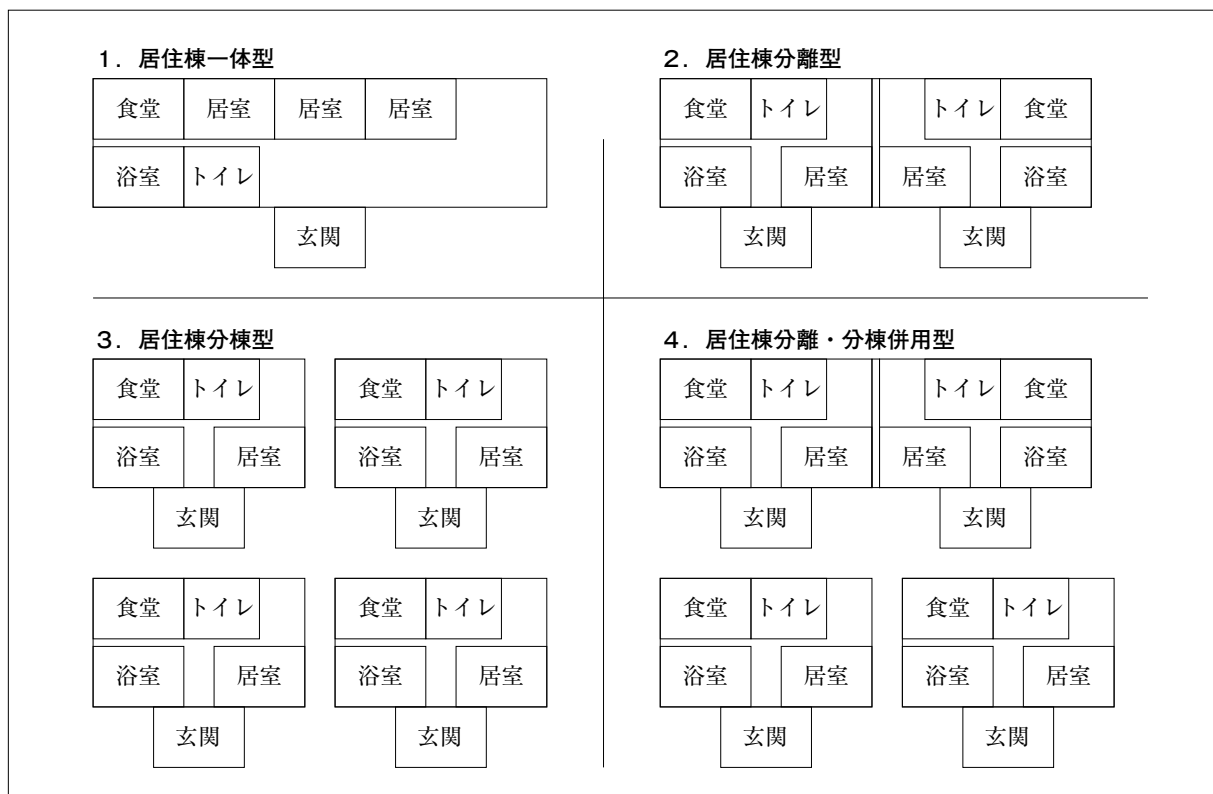 1．居住棟一体型
食堂 居室 居室 居室
浴室 トイレ
玄関
2．居住棟分離型
食堂 トイレ トイレ 食堂
浴室 居室 居室 浴室
玄関 玄関
3．居住棟分棟型
食堂 トイレ 食堂 トイレ
浴室 居室 浴室 居室
玄関 玄関
食堂 トイレ 食堂 トイレ
浴室 居室 浴室 居室
玄関 玄関
4．居住棟分離・分棟併用型
食堂 トイレ トイレ 食堂
浴室 居室 居室 浴室
玄関 玄関
食堂 トイレ 食堂 トイレ
浴室 居室 浴室 居室
玄関 玄関